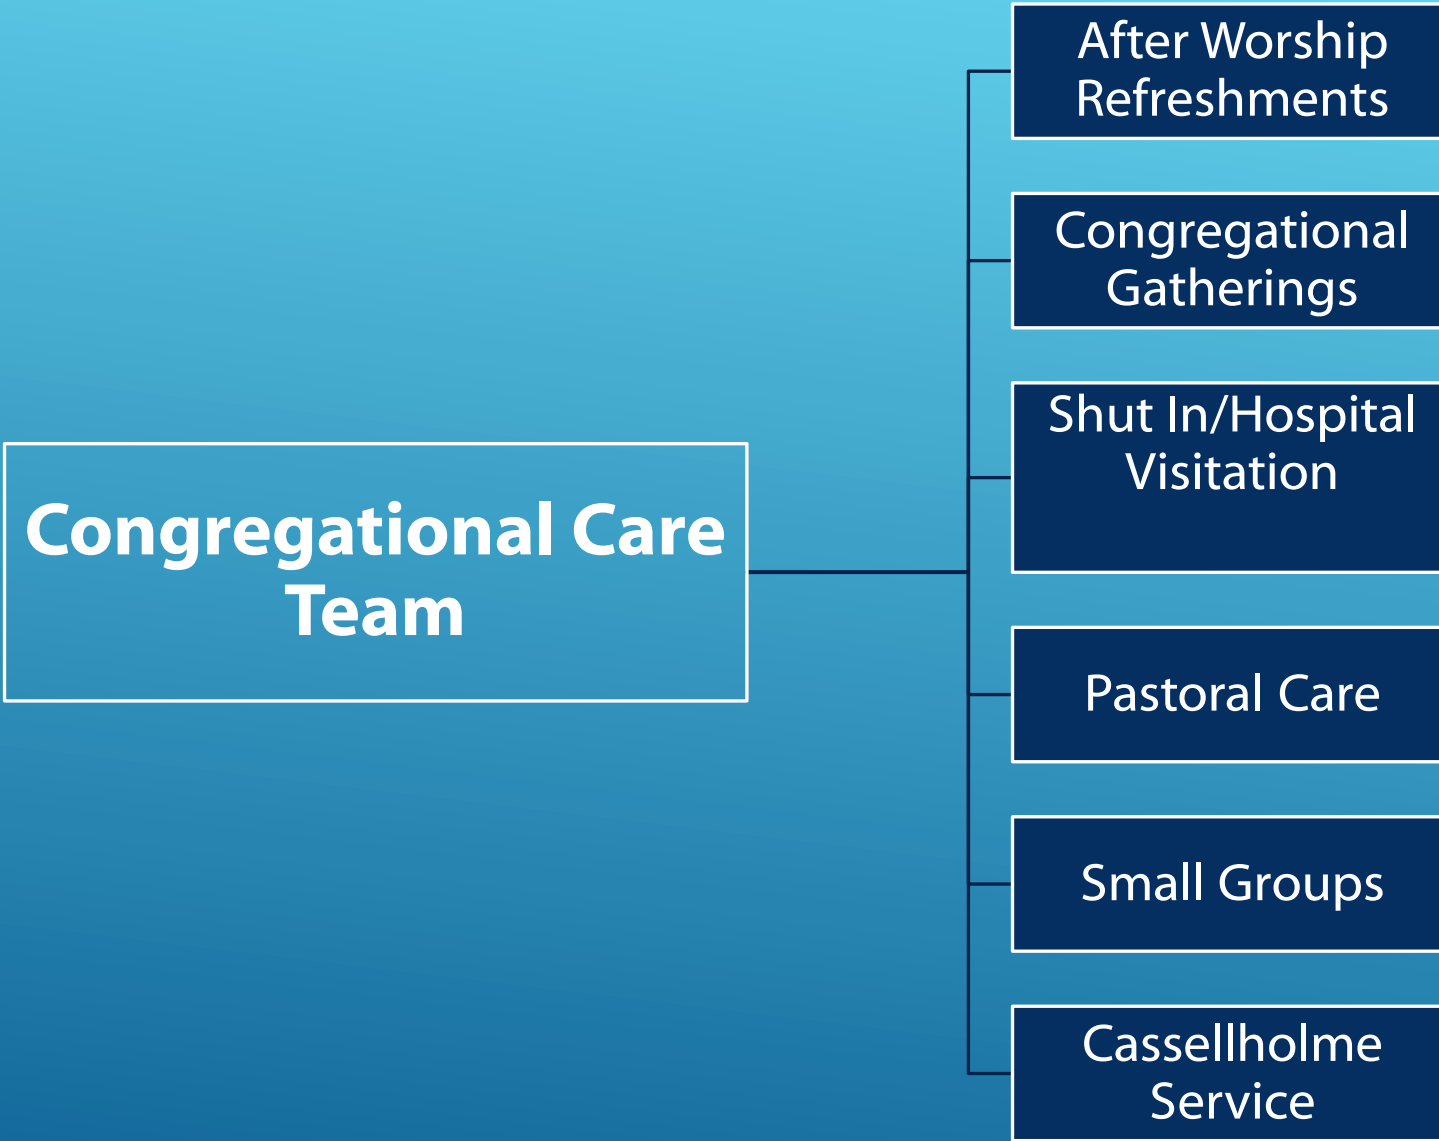 After Worship
Refreshments
Congregational
Gatherings
Shut In/Hospital
Visitation
Congregational Care
Team
Pastoral Care
Small Groups
Cassellholme
Service